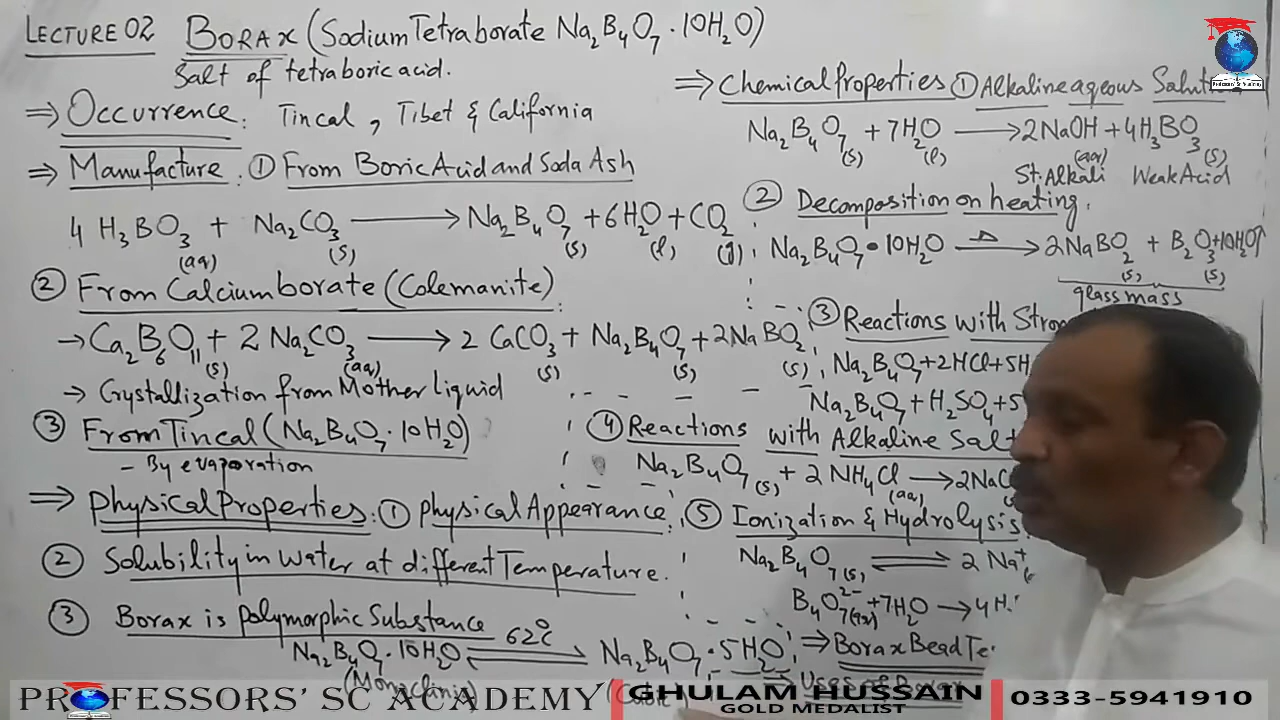 LECTURE 02 BORAX (Sodium Tetraborate Na₂B₄O₇ · 10H₂O)
Salt of tetraboric acid.
⇒ Occurrence: Tincal, Tibet & California
⇒ Manufacture: ① From Boric Acid and Soda Ash
4 H₃BO₃(aq) + Na₂CO₃(s) ⟶ Na₂B₄O₇(s) + 6H₂O(l) + CO₂(g)
② From Calcium borate (Colemanite)
→ Ca₂B₆O₁₁(s) + 2 Na₂CO₃(aq) ⟶ 2 CaCO₃(s) + Na₂B₄O₇(s) + 2NaBO₂(s)
→ Crystallization from Mother Liquid
③ From Tincal (Na₂B₄O₇ · 10H₂O)
- By evaporation
⇒ Physical Properties: ① Physical Appearance
② Solubility in Water at different Temperature.
③ Borax is polymorphic Substance
Na₂B₄O₇ · 10H₂O ⇌ 62°C Na₂B₄O₇ · 5H₂O
⇒ Chemical Properties ① Alkaline aqeous
Na₂B₄O₇(s) + 7H₂O(l) ⟶ 2NaOH(aq) + 4H₃BO₃(s)
St. Alkali Weak Acid
② Decomposition on heating.
Na₂B₄O₇ • 10H₂O —Δ→ 2NaBO₂(s) + B₂O₃(s) + 10H₂O↑
glass mass
③ Reactions with
Na₂B₄O₇ + 2HCl + 5H
Na₂B₄O₇ + H₂SO₄ + 5
④ Reactions with Alkaline Salt
Na₂B₄O₇(s) + 2 NH₄Cl(aq) ⟶ 2NaC
⑤ Ionization & Hydrolysis
Na₂B₄O₇(s) ⇌ 2 Na⁺
B₄O₇²⁻(aq) + 7H₂O ⟶ 4H
⇒ Borax Bead
PROFESSORS' SC ACADEMY
GHULAM HUSSAIN
GOLD MEDALIST
0333-5941910